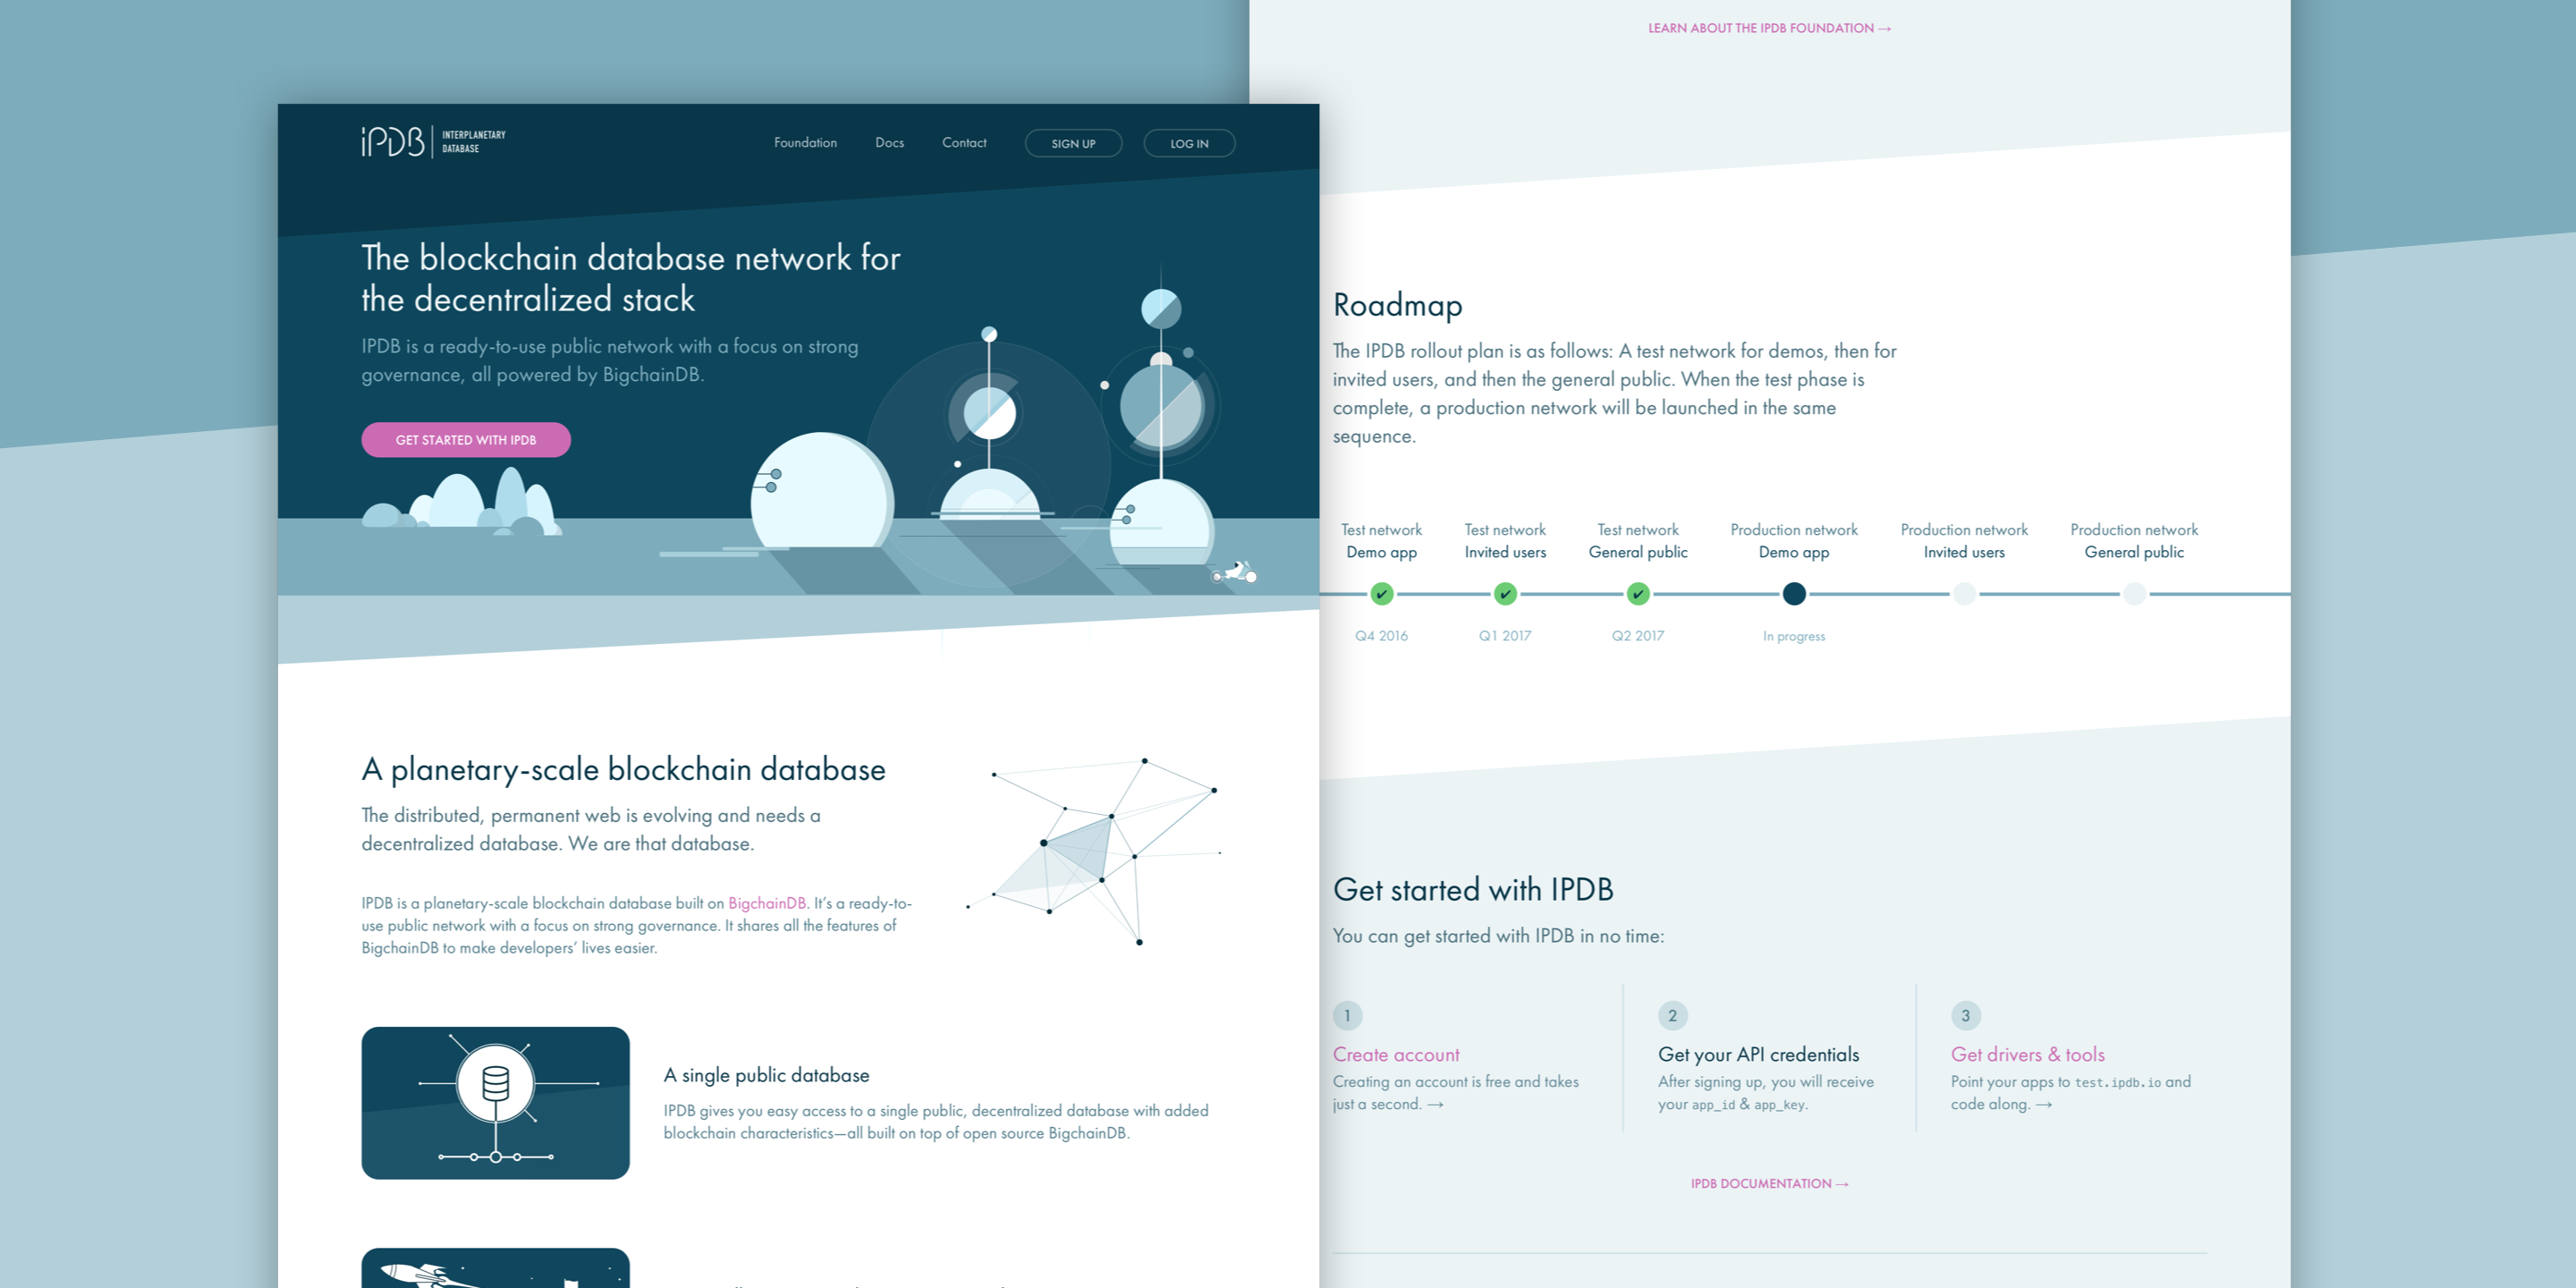 iPDB INTERPLANETARY
DATABASE
Foundation Docs Contact SIGN UP LOG IN
The blockchain database network for
the decentralized stack
IPDB is a ready-to-use public network with a focus on strong
governance, all powered by BigchainDB.
GET STARTED WITH IPDB
A planetary-scale blockchain database
The distributed, permanent web is evolving and needs a
decentralized database. We are that database.
IPDB is a planetary-scale blockchain database built on BigchainDB. It's a ready-to-
use public network with a focus on strong governance. It shares all the features of
BigchainDB to make developers' lives easier.
A single public database
IPDB gives you easy access to a single public, decentralized database with added
blockchain characteristics—all built on top of open source BigchainDB.
LEARN ABOUT THE IPDB FOUNDATION →
Roadmap
The IPDB rollout plan is as follows: A test network for demos, then for
invited users, and then the general public. When the test phase is
complete, a production network will be launched in the same
sequence.
Test network
Demo app
Q4 2016
Test network
Invited users
Q1 2017
Test network
General public
Q2 2017
Production network
Demo app
In progress
Production network
Invited users
Production network
General public
Get started with IPDB
You can get started with IPDB in no time:
1
Create account
Creating an account is free and takes
just a second. →
2
Get your API credentials
After signing up, you will receive
your app_id & app_key.
3
Get drivers & tools
Point your apps to test.ipdb.io and
code along. →
IPDB DOCUMENTATION →